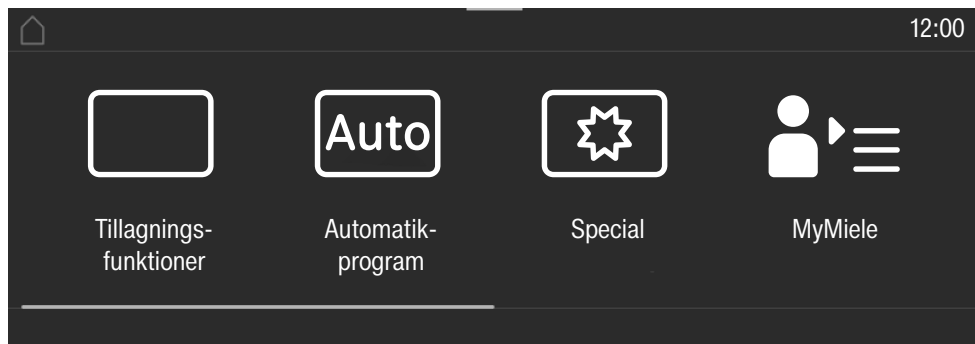 12:00
Auto
Tillagnings-
funktioner
Automatik-
program
Special
MyMiele